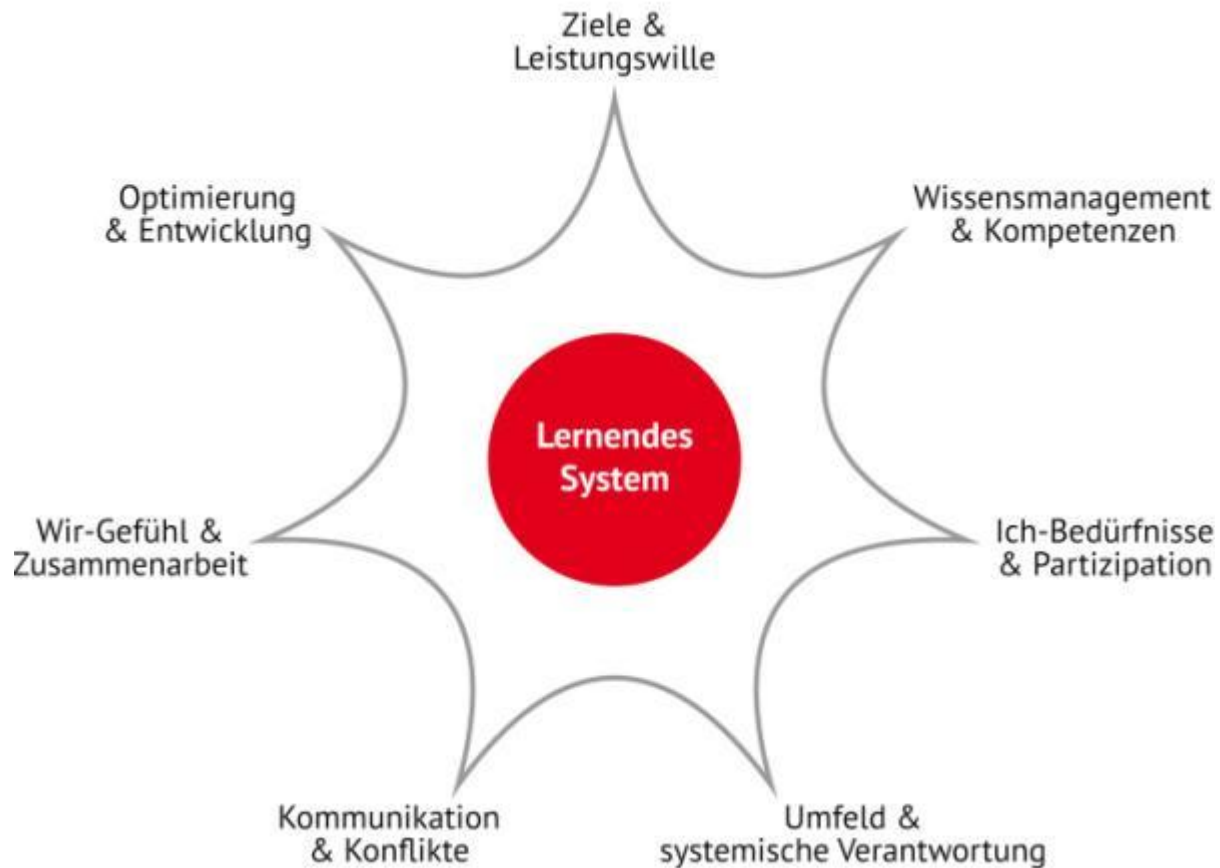 Ziele &
Leistungswille
Optimierung
& Entwicklung
Wissensmanagement
& Kompetenzen
Lernendes
System
Wir-Gefühl &
Zusammenarbeit
Ich-Bedürfnisse
& Partizipation
Kommunikation
& Konflikte
Umfeld &
systemische Verantwortung